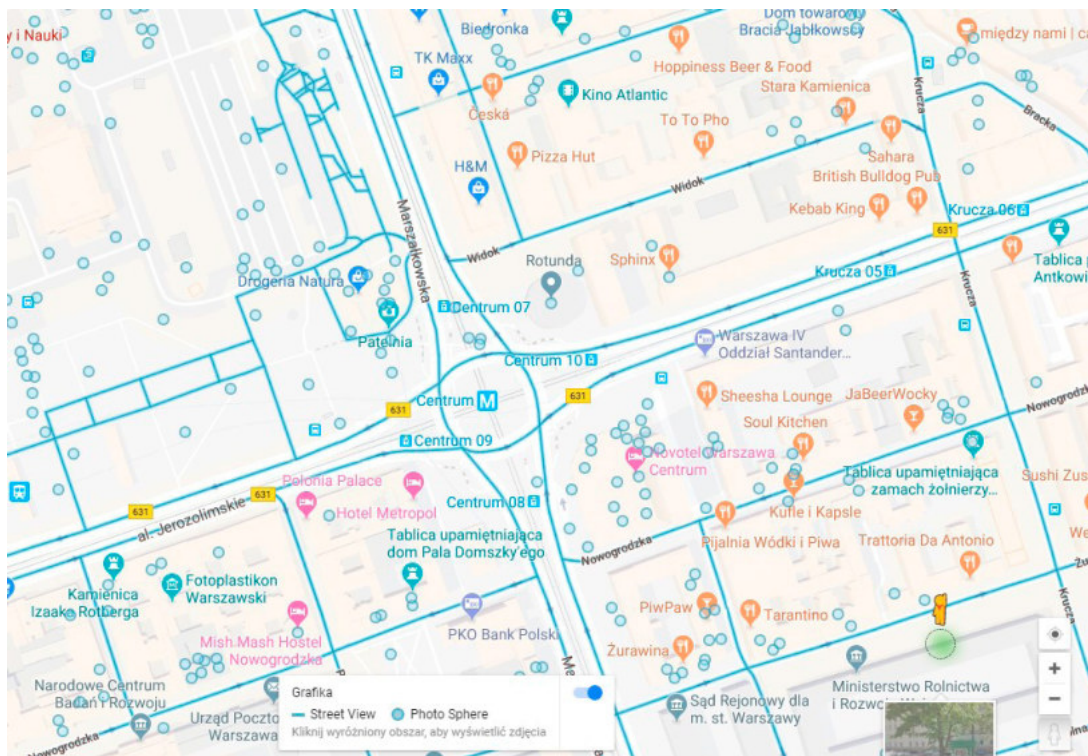 y i Nauki
Biedronka
Dom towarowy
Bracia Jabłkowscy
między nami | ca
TK Maxx
Česká
Hoppiness Beer & Food
Stara Kamienica
Krucza
Bracka
Kino Atlantic
To To Pho
Pizza Hut
H&M
Sahara
British Bulldog Pub
Widok
Kebab King
Krucza 06
Marszałkowska
631
Widok
Rotunda
Sphinx
Krucza 05
Tablica p
Antkowi
Drogeria Natura
Krucza
Centrum 07
Patelnia
Warszawa IV
Oddział Santander...
Centrum 10
Centrum
M
631
631
Sheesha Lounge
JaBeerWocky
Nowogrodzka
Centrum 09
Soul Kitchen
Novotel Warszawa
Centrum
Polonia Palace
Tablica upamiętniająca
zamach żołnierzy...
Sushi Zus
631
Hotel Metropol
Centrum 08
631
al. Jerozolimskie
Kufle i Kapsle
Tablica upamiętniająca
dom Pala Domszky'ego
Nowogrodzka
Pijalnia Wódki i Piwa
Trattoria Da Antonio
We
Kamienica
Izaaka Rotberga
Fotoplastikon
Warszawski
PiwPaw
Tarantino
Krucza
PKO Bank Polski
Mish Mash Hostel
Nowogrodzka
Żurawina
Narodowe Centrum
Badań i Rozwoju
Grafika
Street View
Photo Sphere
Kliknij wyróżniony obszar, aby wyświetlić zdjęcia
Ministerstwo Rolnictwa
Sąd Rejonowy dla
m. st. Warszawy
Urząd Poczto
Warszawa
Nowogrodzka